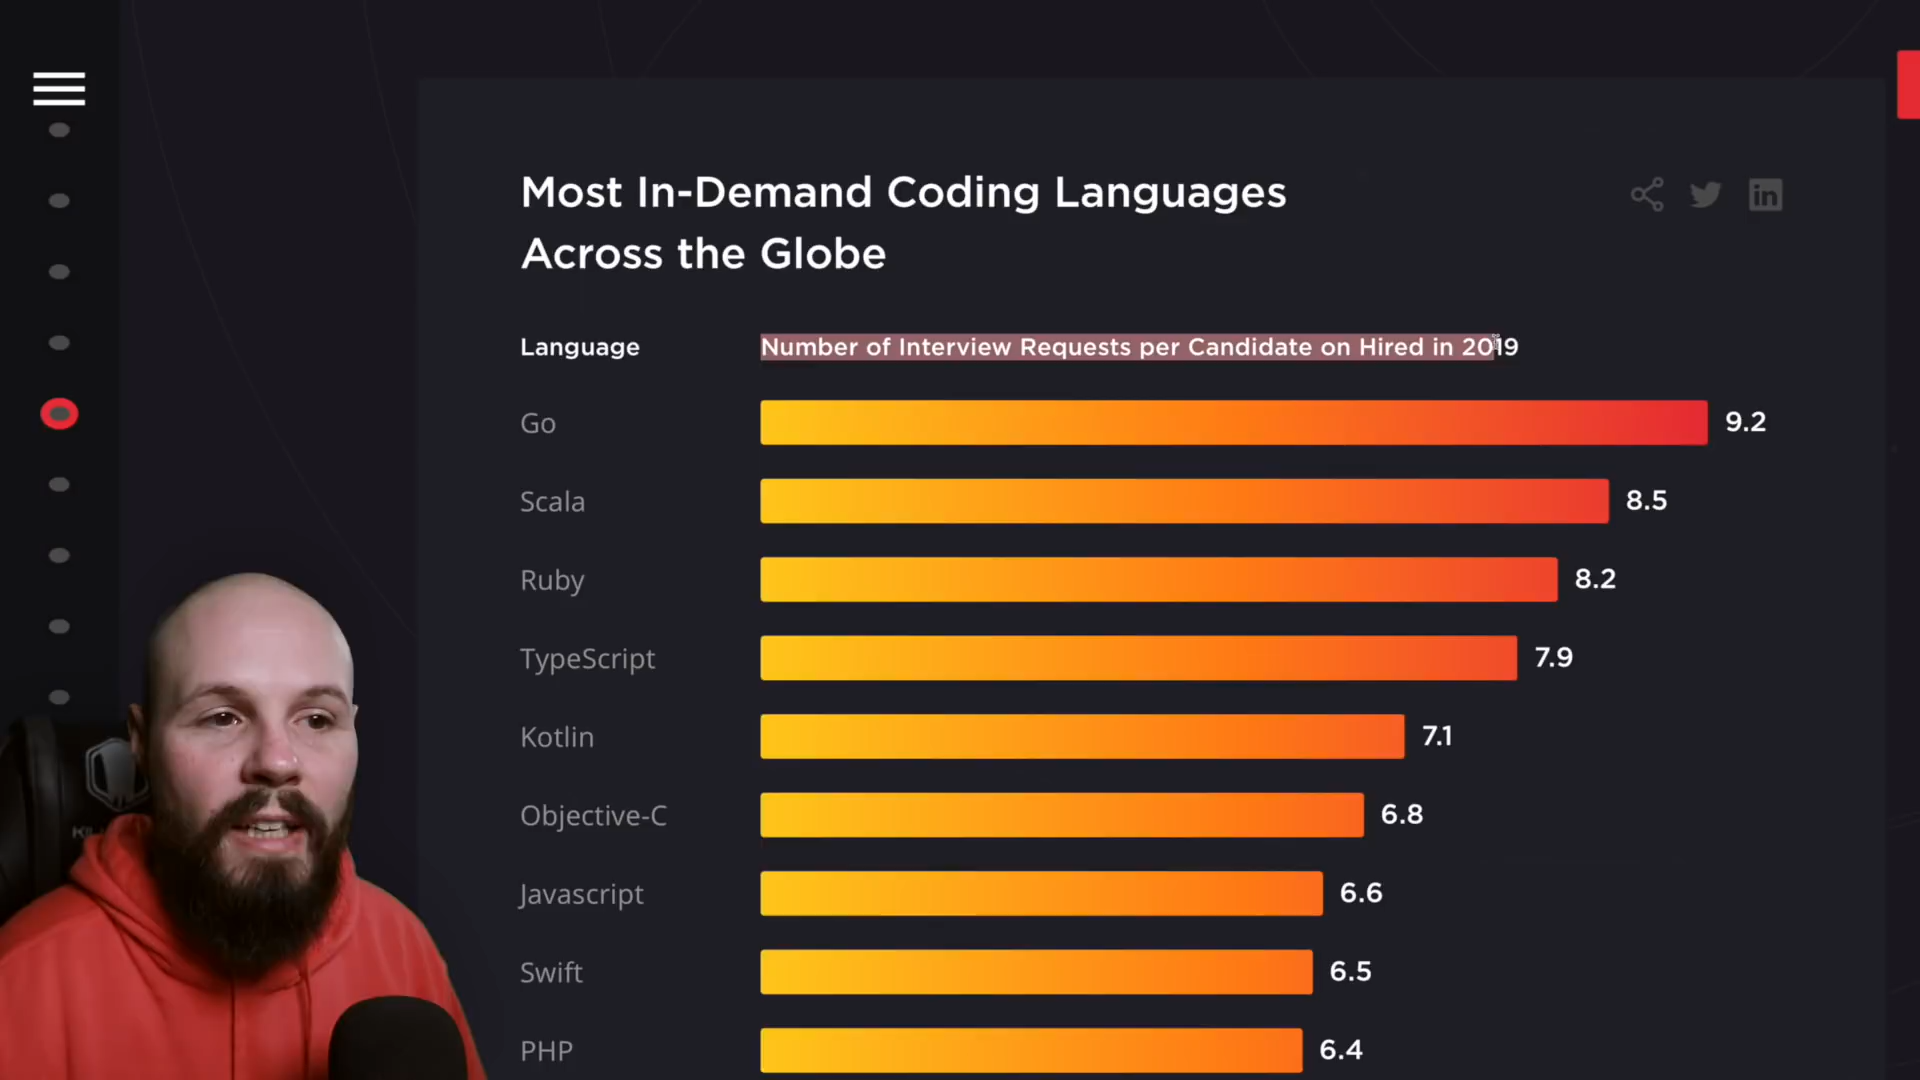 Most In-Demand Coding Languages
Across the Globe
Language Number of Interview Requests per Candidate on Hired in 2019
Go 9.2
Scala 8.5
Ruby 8.2
TypeScript 7.9
Kotlin 7.1
Objective-C 6.8
Javascript 6.6
Swift 6.5
PHP 6.4
in